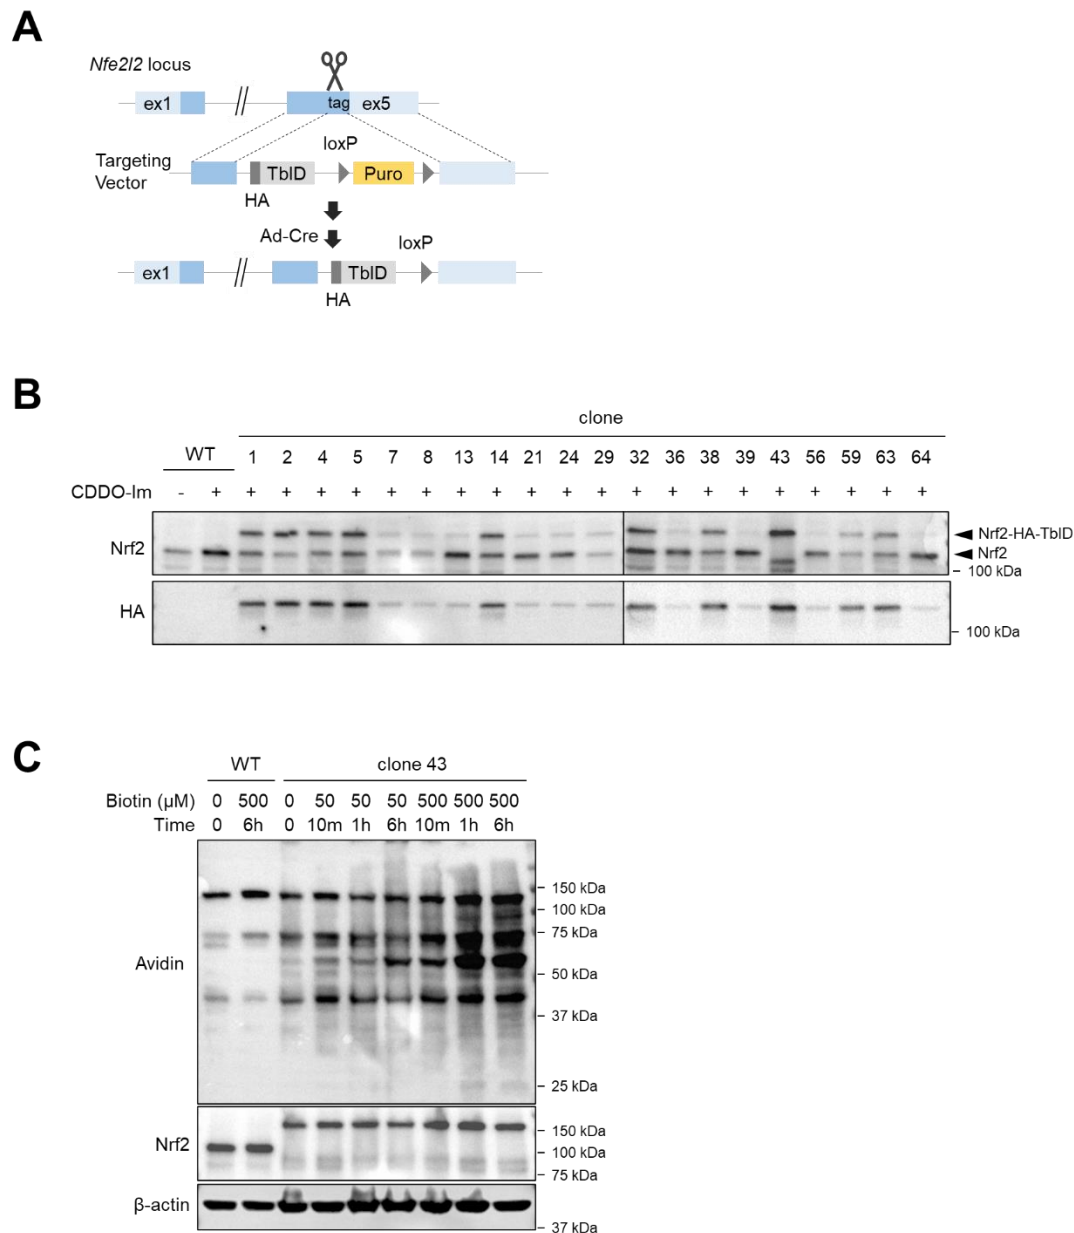 A
Nfe2l2 locus
ex1 // tag ex5
loxP
Targeting
Vector
TbID Puro
HA
Ad-Cre
loxP
ex1 // TbID
HA
B
clone
WT 1 2 4 5 7 8 13 14 21 24 29 32 36 38 39 43 56 59 63 64
CDDO-Im - + + + + + + + + + + + + + + + + + + + + +
Nrf2
Nrf2-HA-TbID
Nrf2
100 kDa
HA
100 kDa
C
WT clone 43
Biotin (µM) 0 500 0 50 50 50 500 500 500
Time 0 6h 0 10m 1h 6h 10m 1h 6h
Avidin
150 kDa
100 kDa
75 kDa
50 kDa
37 kDa
25 kDa
Nrf2
150 kDa
100 kDa
75 kDa
β-actin
37 kDa